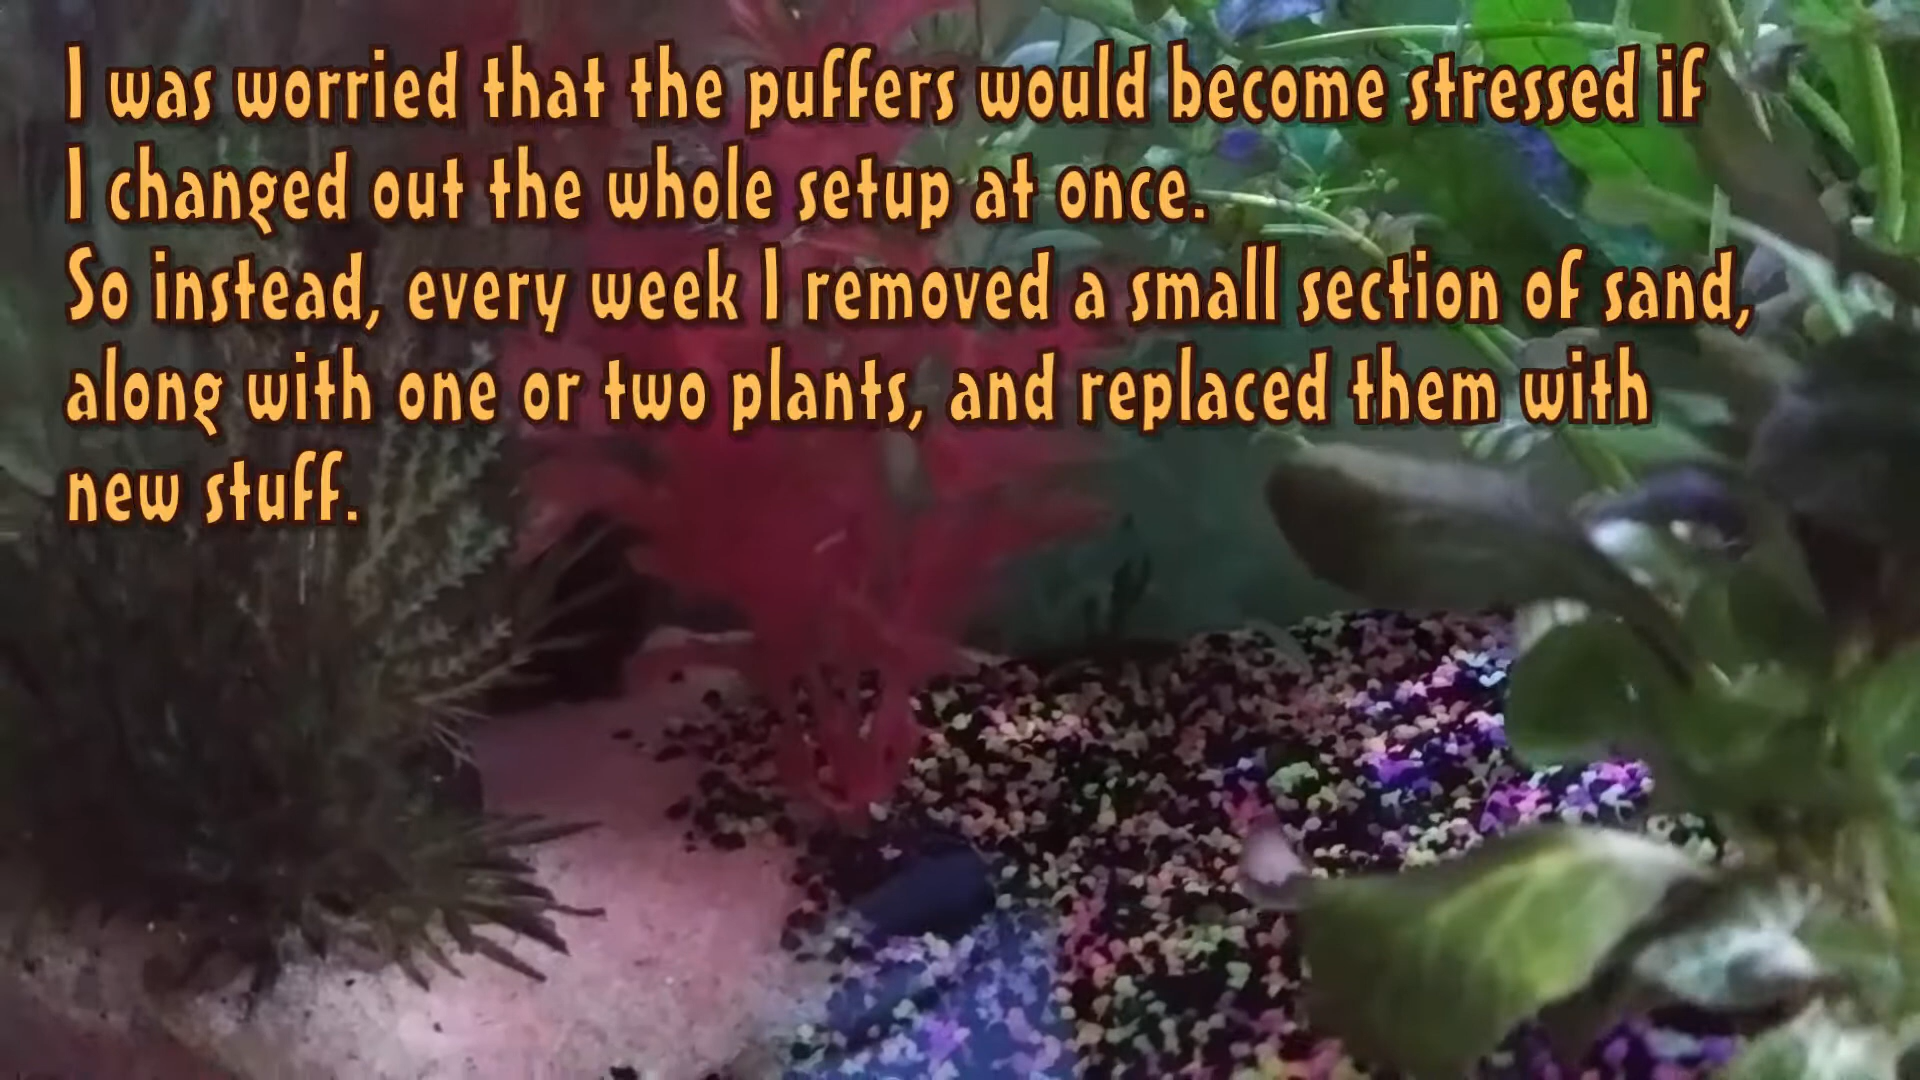 I was worried that the puffers would become stressed if
I changed out the whole setup at once.
So instead, every week I removed a small section of sand,
along with one or two plants, and replaced them with
new stuff.